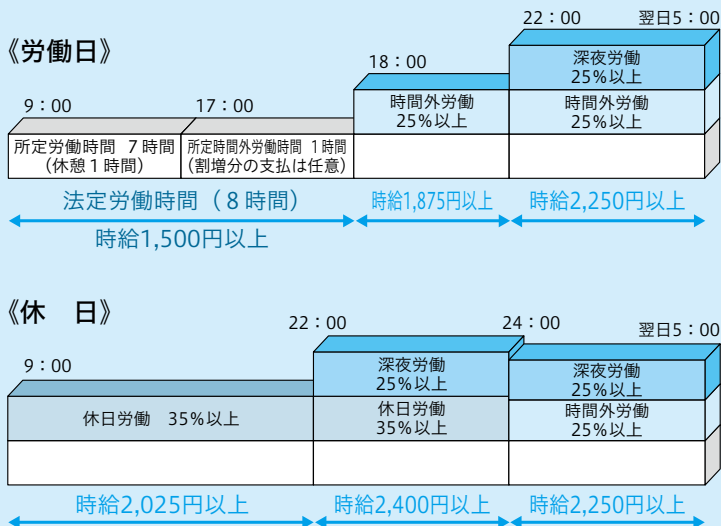 《労働日》
22：00
翌日5：00
18：00
深夜労働
25%以上
9：00
17：00
時間外労働
25%以上
時間外労働
25%以上
所定労働時間 7時間
（休憩1時間）
所定時間外労働時間 1時間
（割増分の支払は任意）
法定労働時間（8時間）
時給1,875円以上
時給2,250円以上
時給1,500円以上
《休　日》
22：00
24：00
翌日5：00
9：00
深夜労働
25%以上
深夜労働
25%以上
休日労働　35%以上
休日労働
35%以上
時間外労働
25%以上
時給2,025円以上
時給2,400円以上
時給2,250円以上